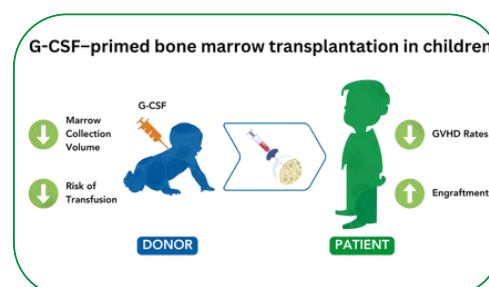 G-CSF–primed bone marrow transplantation in children
G-CSF
Marrow
Collection
Volume
Risk of
Transfusion
GVHD Rates
Engraftment
DONOR
PATIENT